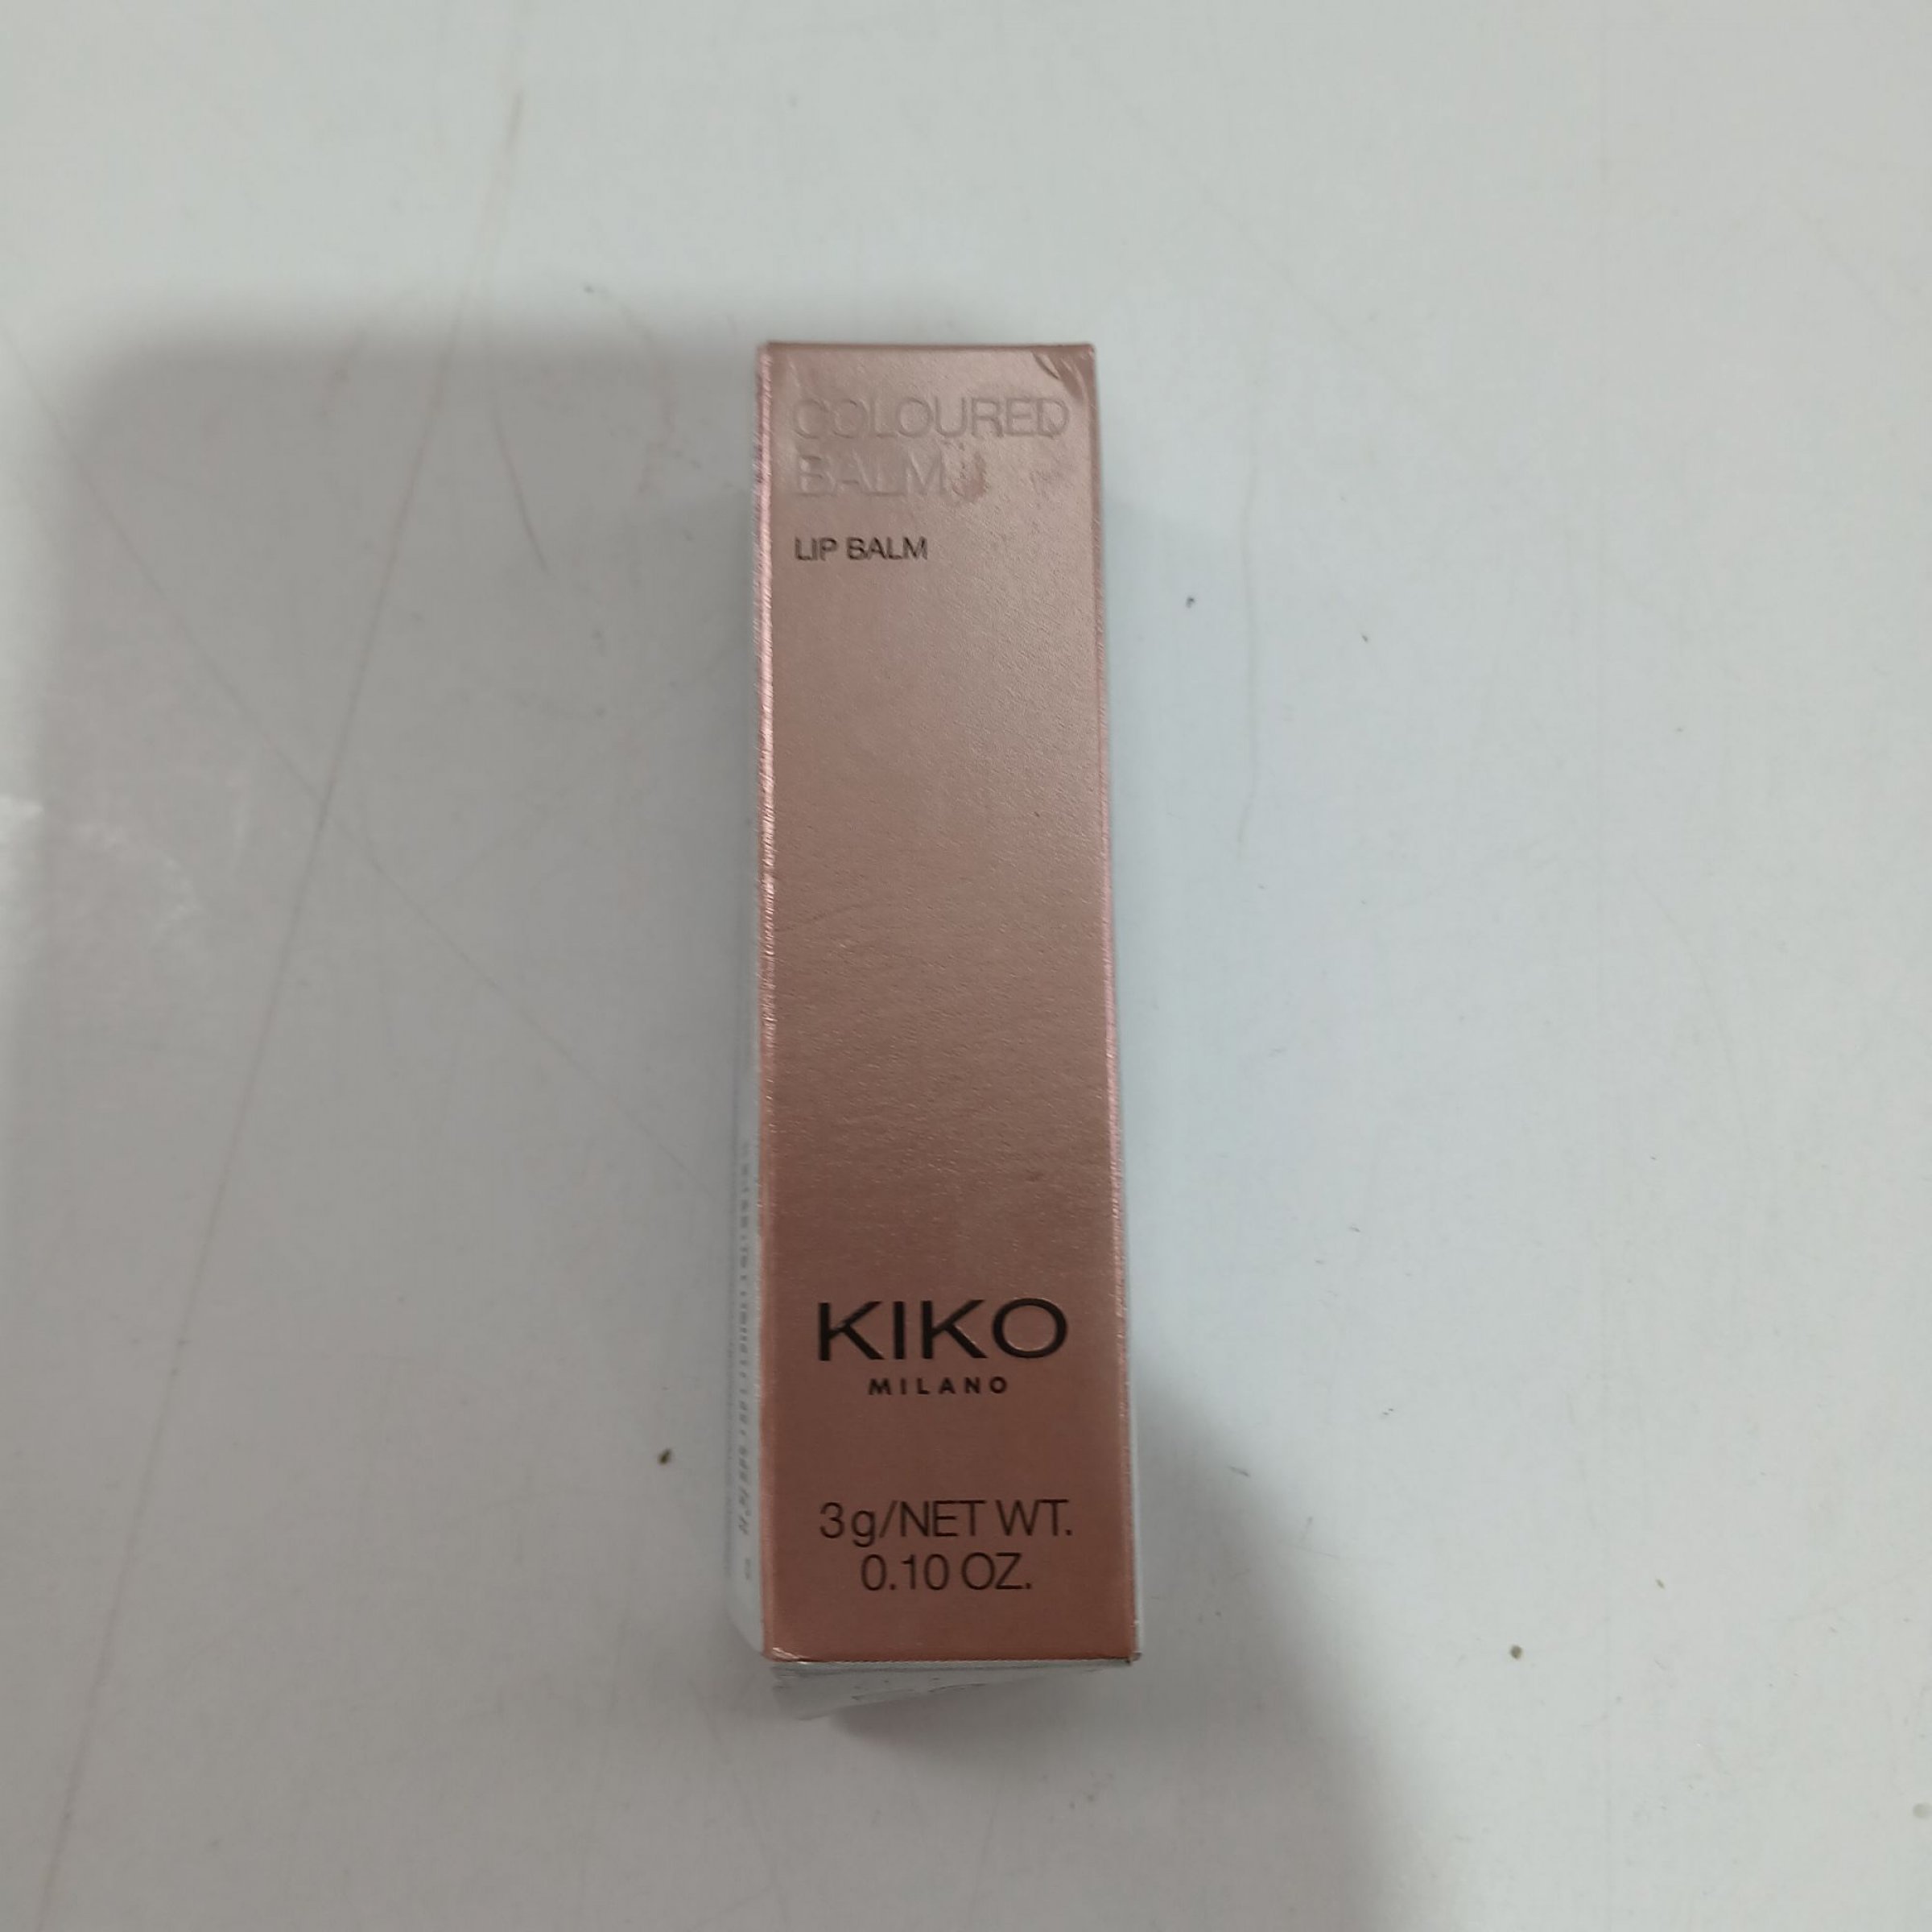 COLOURED
BALM
LIP BALM
KIKO
MILANO
3g/NET WT.
0.10 OZ.